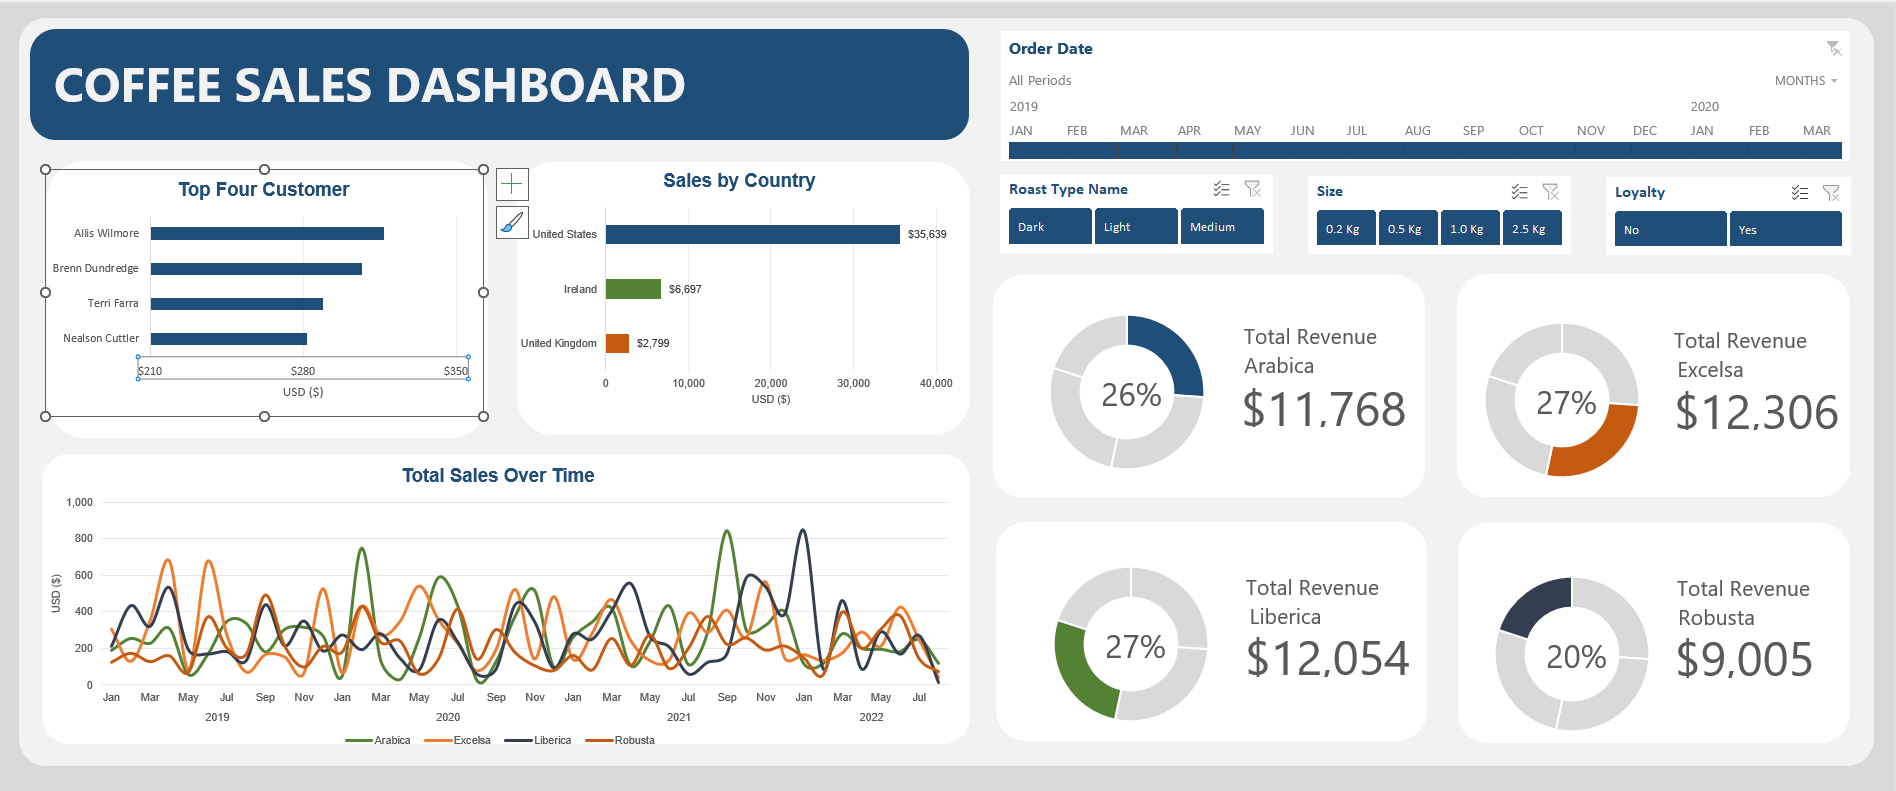 COFFEE SALES DASHBOARD
Order Date
All Periods
MONTHS
2019 2020
JAN FEB MAR APR MAY JUN JUL AUG SEP OCT NOV DEC JAN FEB MAR
Roast Type Name
Dark Light Medium
Size
0.2 Kg 0.5 Kg 1.0 Kg 2.5 Kg
Loyalty
No Yes
Top Four Customer
Allis Wilmore
Brenn Dundredge
Terri Farra
Nealson Cuttler
$210 $280 $350
USD ($)
Sales by Country
United States $35,639
Ireland $6,697
United Kingdom $2,799
0 10,000 20,000 30,000 40,000
USD ($)
26%
Total Revenue
Arabica
$11,768
27%
Total Revenue
Excelsa
$12,306
Total Sales Over Time
1,000
800
600
400
200
0
USD ($)
Jan Mar May Jul Sep Nov Jan Mar May Jul Sep Nov Jan Mar May Jul Sep Nov Jan Mar May Jul
2019 2020 2021 2022
Arabica Excelsa Liberica Robusta
27%
Total Revenue
Liberica
$12,054
20%
Total Revenue
Robusta
$9,005